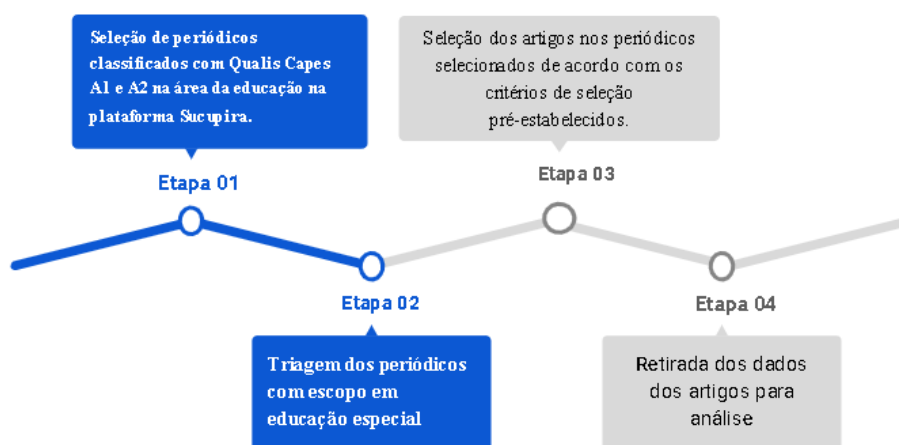 Seleção de periódicos
classificados com Qualis Capes
A1 e A2 na área da educação na
plataforma Sucupira.
Etapa 01
Etapa 02
Triagem dos periódicos
com escopo em
educação especial
Seleção dos artigos nos periódicos
selecionados de acordo com os
critérios de seleção
pré-estabelecidos.
Etapa 03
Etapa 04
Retirada dos dados
dos artigos para
análise